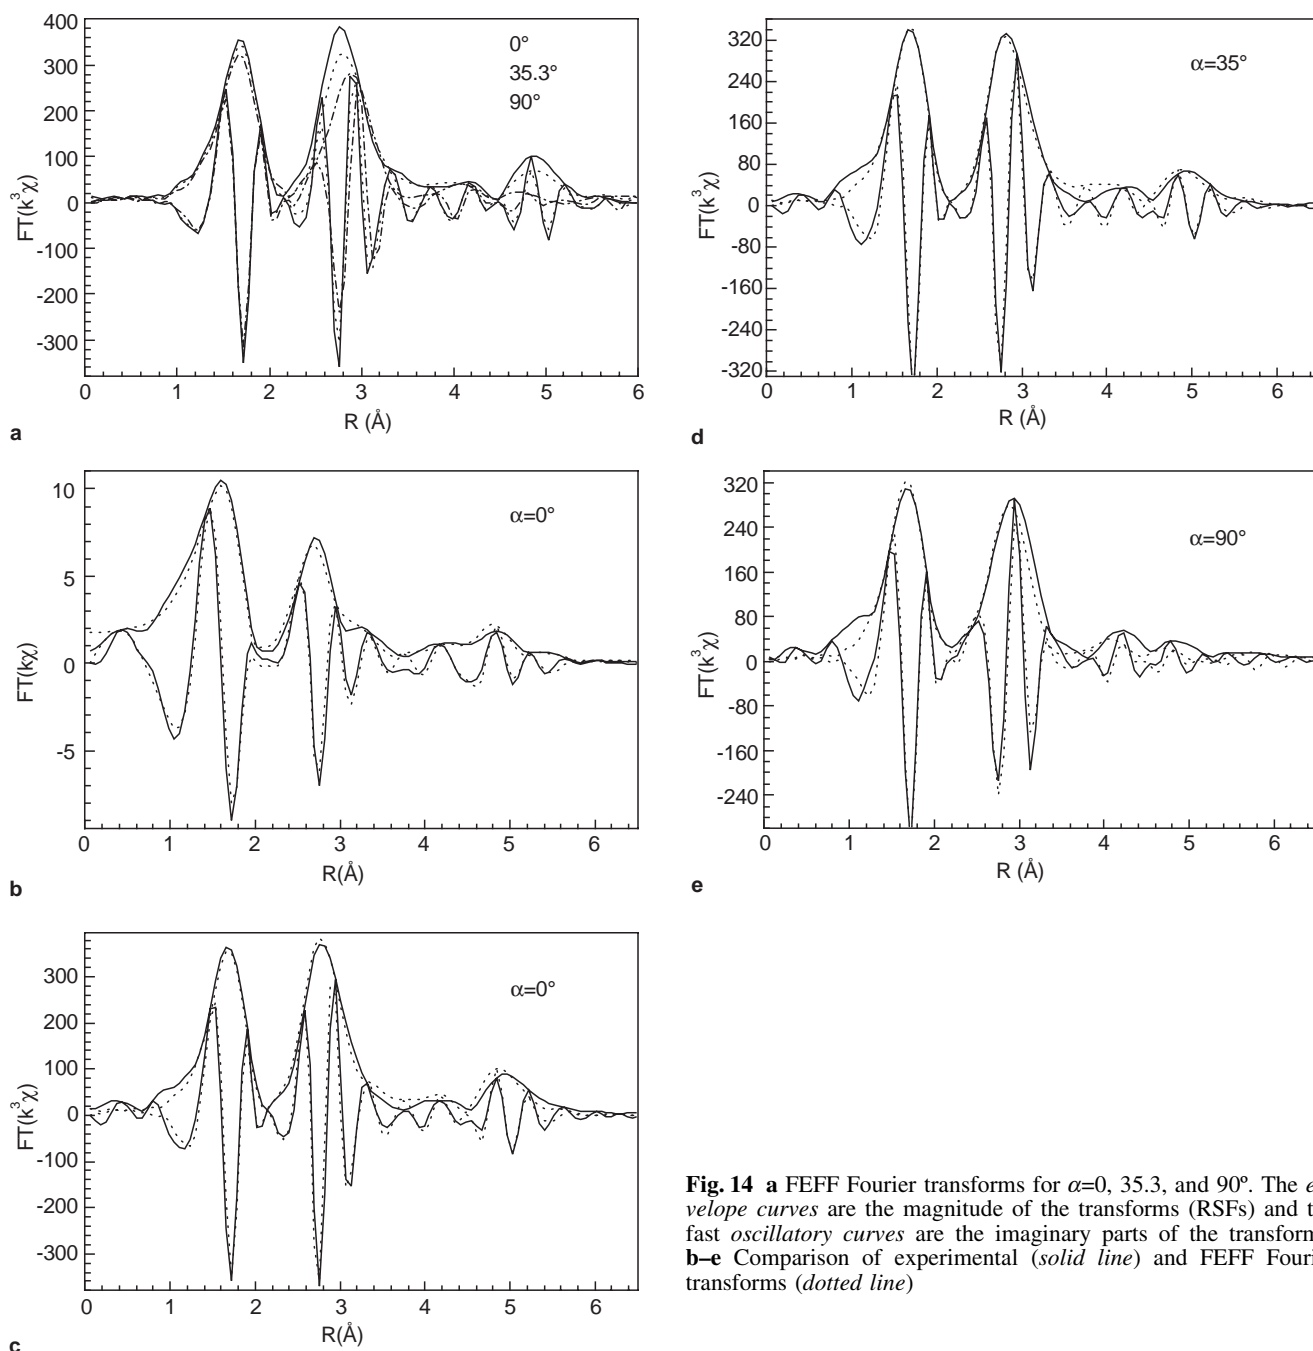 400
300
200
100
0
-100
-200
-300
FT(k³χ)
0°
35.3°
90°
0 1 2 3 4 5 6
R (Å)
a
320
240
160
80
0
-80
-160
-240
-320
FT(k³χ)
α=35°
0 1 2 3 4 5 6
R (Å)
d
10
5
0
-5
FT(kχ)
α=0°
0 1 2 3 4 5 6
R(Å)
b
320
240
160
80
0
-80
-160
-240
FT(k³χ)
α=90°
0 1 2 3 4 5 6
R (Å)
e
300
200
100
0
-100
-200
-300
FT(k³χ)
α=0°
0 1 2 3 4 5 6
R(Å)
c
Fig. 14 a FEFF Fourier transforms for α=0, 35.3, and 90º. The
velope curves are the magnitude of the transforms (RSFs) and
fast oscillatory curves are the imaginary parts of the transform
b–e Comparison of experimental (solid line) and FEFF Fouri
transforms (dotted line)